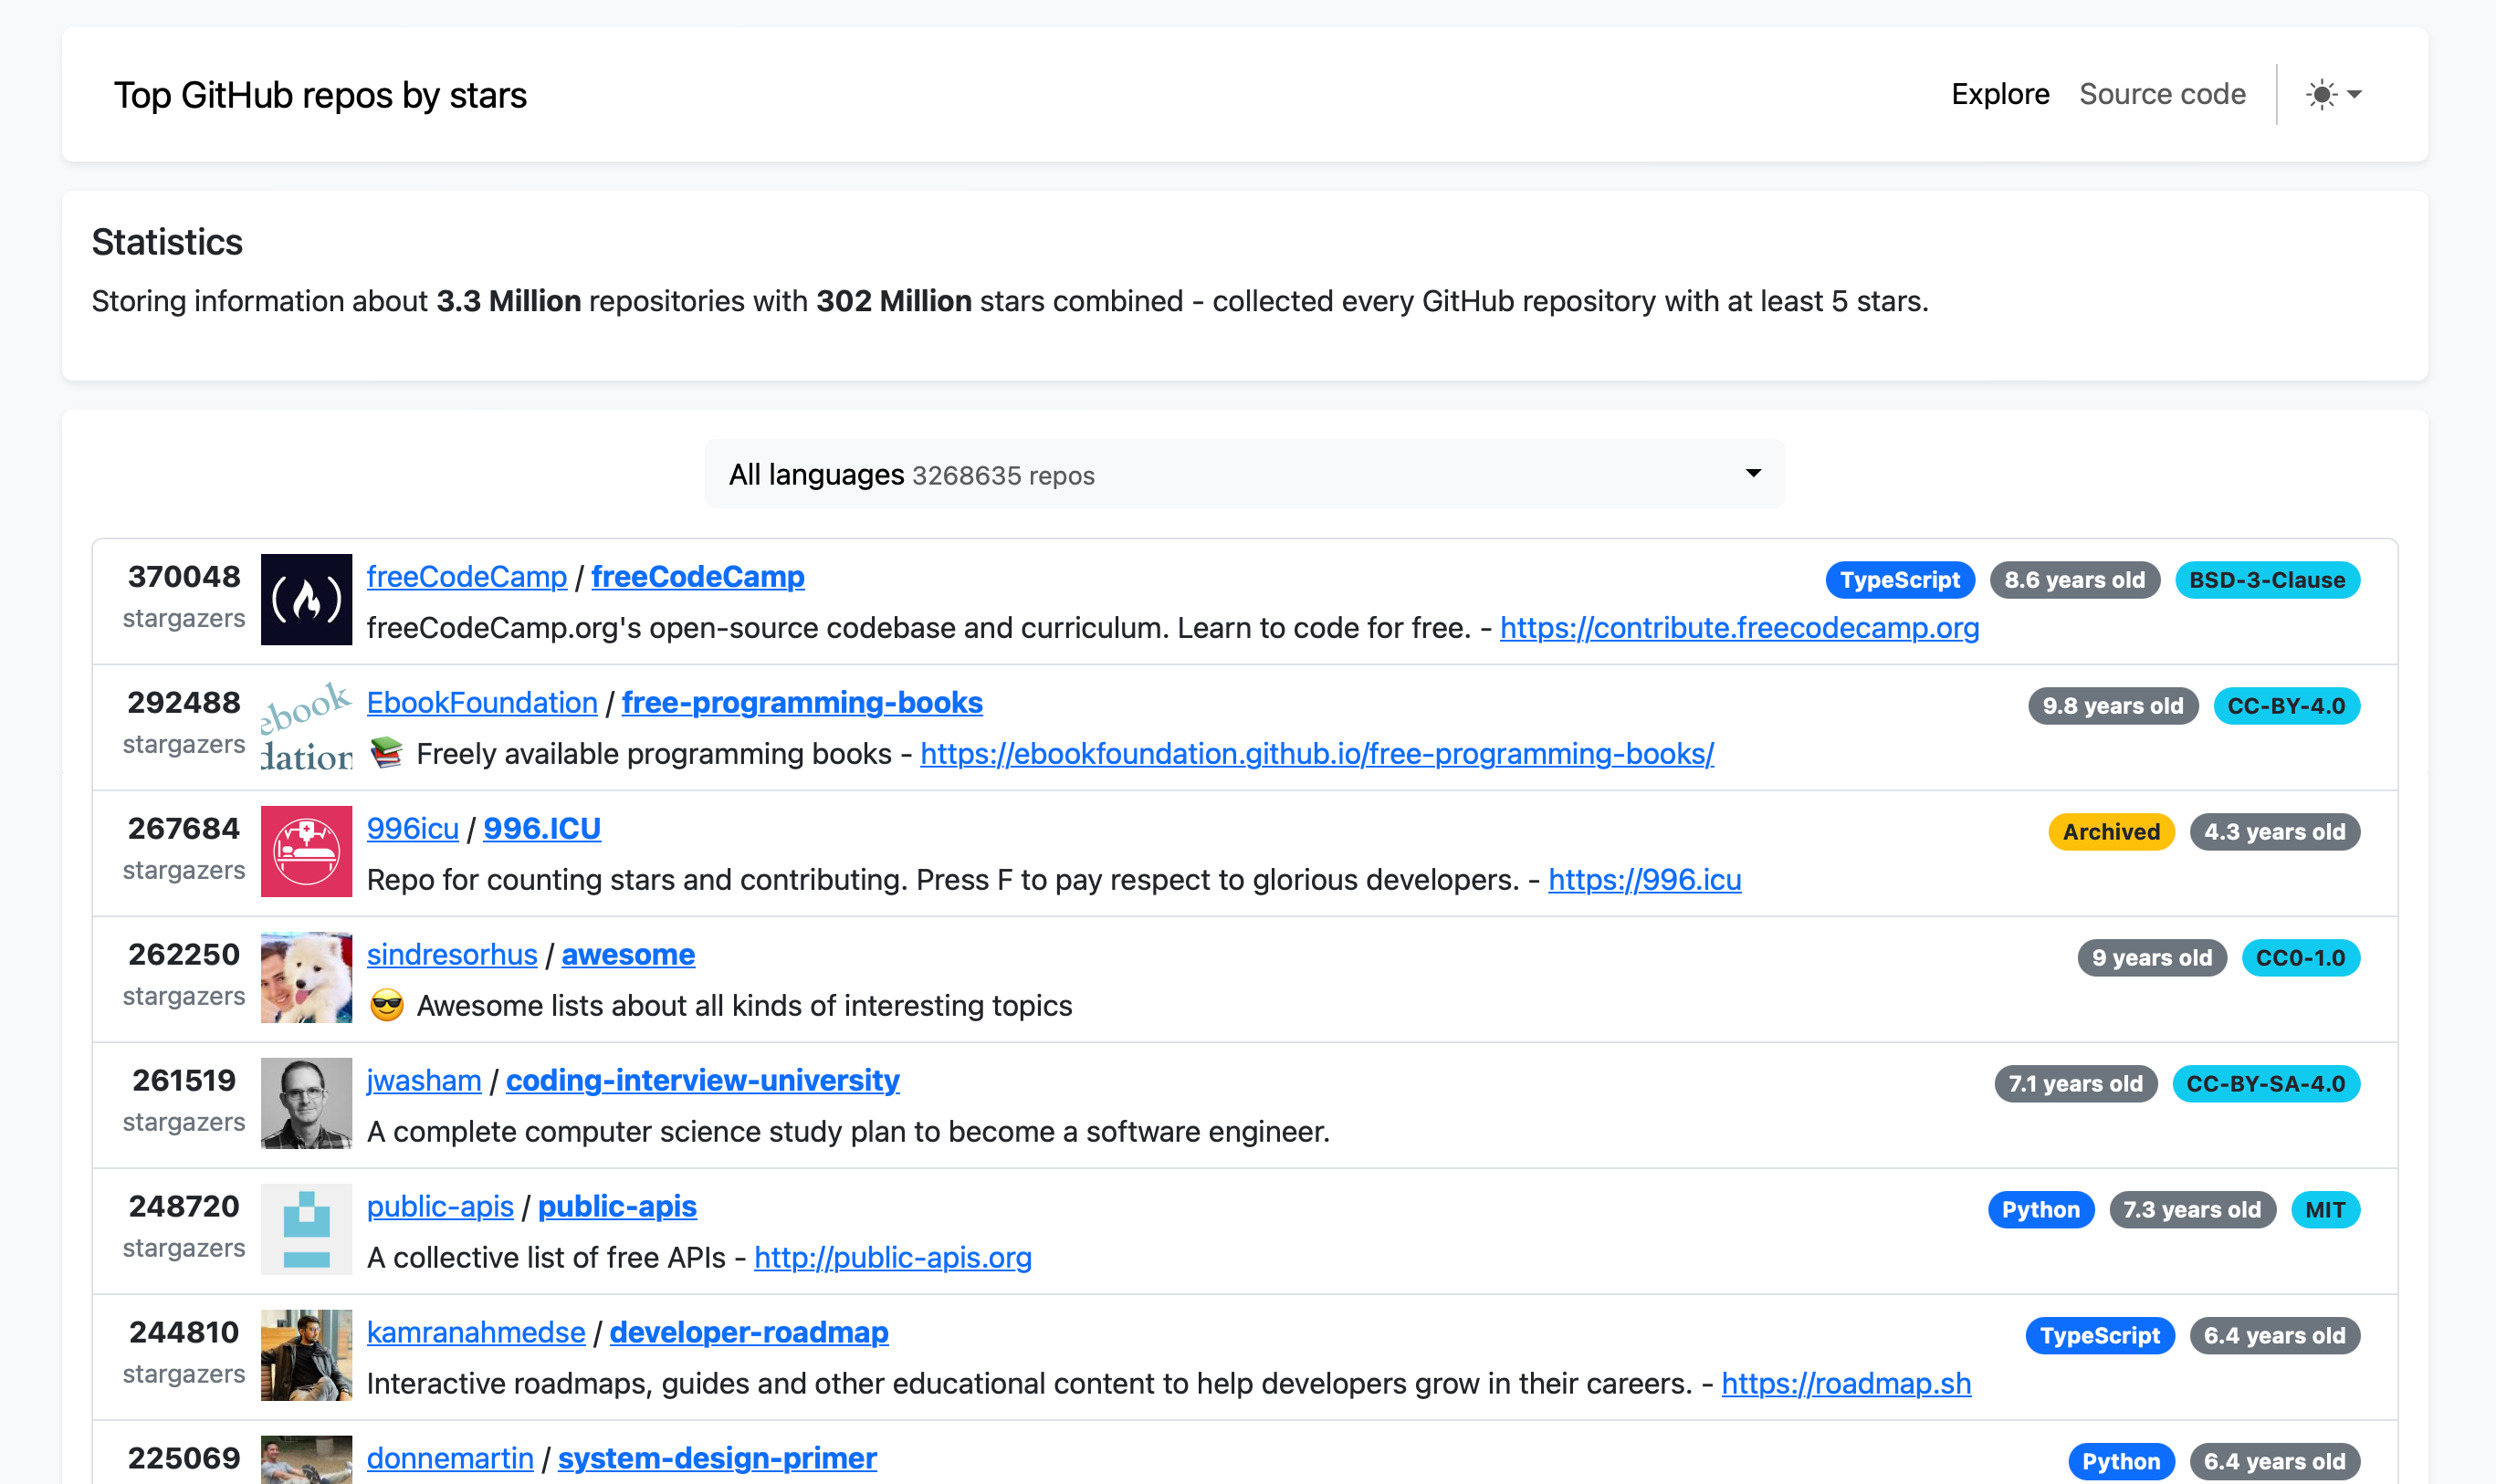 Top GitHub repos by stars
Explore Source code
Statistics
Storing information about 3.3 Million repositories with 302 Million stars combined - collected every GitHub repository with at least 5 stars.
All languages 3268635 repos
370048 freeCodeCamp / freeCodeCamp TypeScript 8.6 years old BSD-3-Clause
stargazers freeCodeCamp.org's open-source codebase and curriculum. Learn to code for free. - https://contribute.freecodecamp.org
292488 ebook EbookFoundation / free-programming-books 9.8 years old CC-BY-4.0
stargazers dation 📚 Freely available programming books - https://ebookfoundation.github.io/free-programming-books/
267684 996icu / 996.ICU Archived 4.3 years old
stargazers Repo for counting stars and contributing. Press F to pay respect to glorious developers. - https://996.icu
262250 sindresorhus / awesome 9 years old CC0-1.0
stargazers 😎 Awesome lists about all kinds of interesting topics
261519 jwasham / coding-interview-university 7.1 years old CC-BY-SA-4.0
stargazers A complete computer science study plan to become a software engineer.
248720 public-apis / public-apis Python 7.3 years old MIT
stargazers A collective list of free APIs - http://public-apis.org
244810 kamranahmedse / developer-roadmap TypeScript 6.4 years old
stargazers Interactive roadmaps, guides and other educational content to help developers grow in their careers. - https://roadmap.sh
225069 donnemartin / system-design-primer Python 6.4 years old